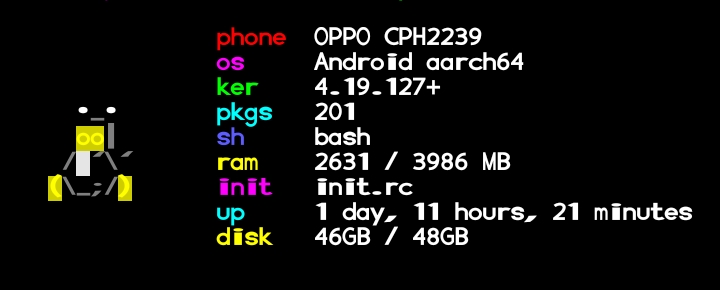 phone OPPO CPH2239
os Android aarch64
ker 4.19.127+
pkgs 201
sh bash
ram 2631 / 3986 MB
init init.rc
up 1 day, 11 hours, 21 minutes
disk 46GB / 48GB